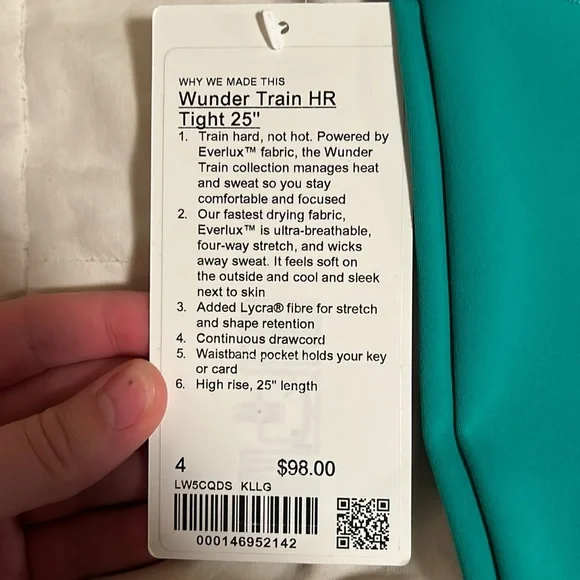 WHY WE MADE THIS
Wunder Train HR
Tight 25"
1. Train hard, not hot. Powered by
Everlux™ fabric, the Wunder
Train collection manages heat
and sweat so you stay
comfortable and focused
2. Our fastest drying fabric,
Everlux™ is ultra-breathable,
four-way stretch, and wicks
away sweat. It feels soft on
the outside and cool and sleek
next to skin
3. Added Lycra® fibre for stretch
and shape retention
4. Continuous drawcord
5. Waistband pocket holds your key
or card
6. High rise, 25" length
4 $98.00
LW5CQDS KLLG
000146952142